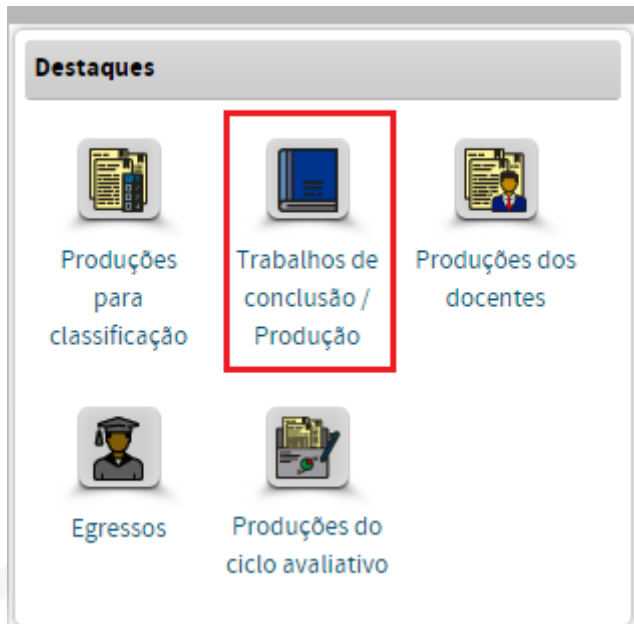 Destaques
Produções
para
classificação
Trabalhos de
conclusão /
Produção
Produções dos
docentes
Egressos
Produções do
ciclo avaliativo